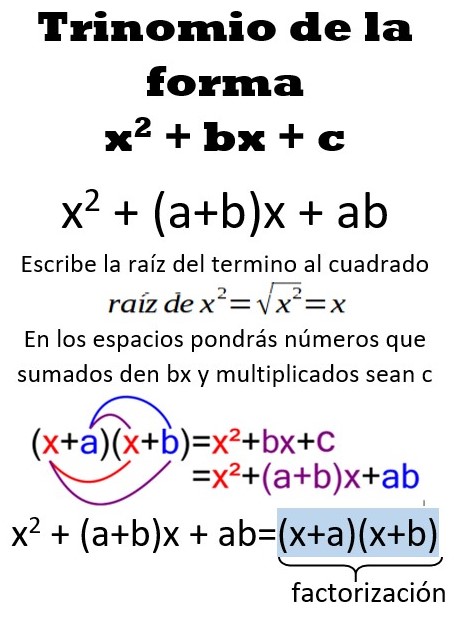 Trinomio de la
forma
x² + bx + c
x² + (a+b)x + ab
Escribe la raíz del termino al cuadrado
raíz de x²=√x²=x
En los espacios pondrás números que
sumados den bx y multiplicados sean c
(x+a)(x+b)=x²+bx+c
=x²+(a+b)x+ab
x² + (a+b)x + ab=(x+a)(x+b)
factorización